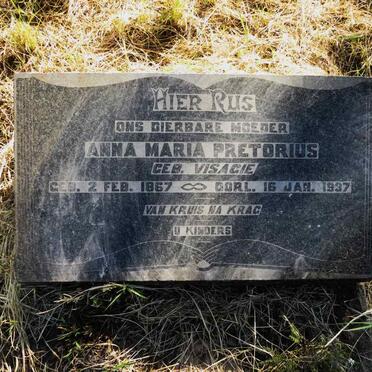 HIER RUS
ONS DIERBARE MOEDER
ANNA MARIA PRETORIUS
GEB. VISAGIE
GEB. 2 FEB. 1867 OORL. 16 JAN. 1937
VAN KRUIS NA KRAG
U KINDERS